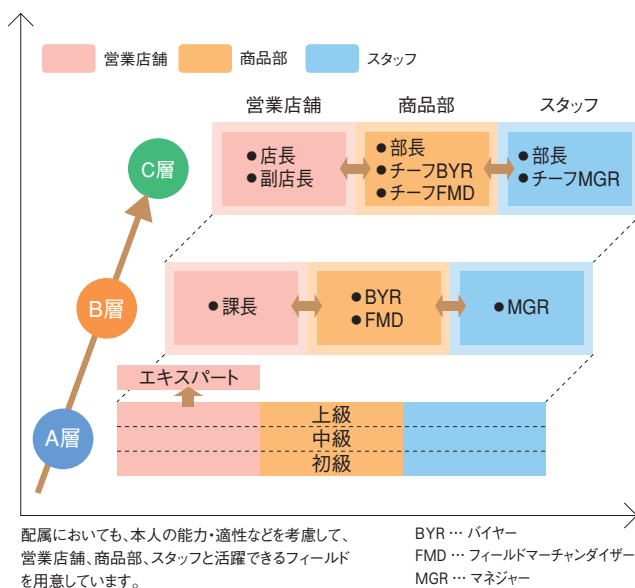 営業店舗 商品部 スタッフ
営業店舗 商品部 スタッフ
C層
●店長
●副店長
●部長
●チーフBYR
●チーフFMD
●部長
●チーフMGR
B層
●課長
●BYR
●FMD
●MGR
エキスパート
A層
上級
中級
初級
配属においても、本人の能力・適性などを考慮して、
営業店舗、商品部、スタッフと活躍できるフィールド
を用意しています。
BYR … バイヤー
FMD … フィールドマーチャンダイザー
MGR … マネジャー